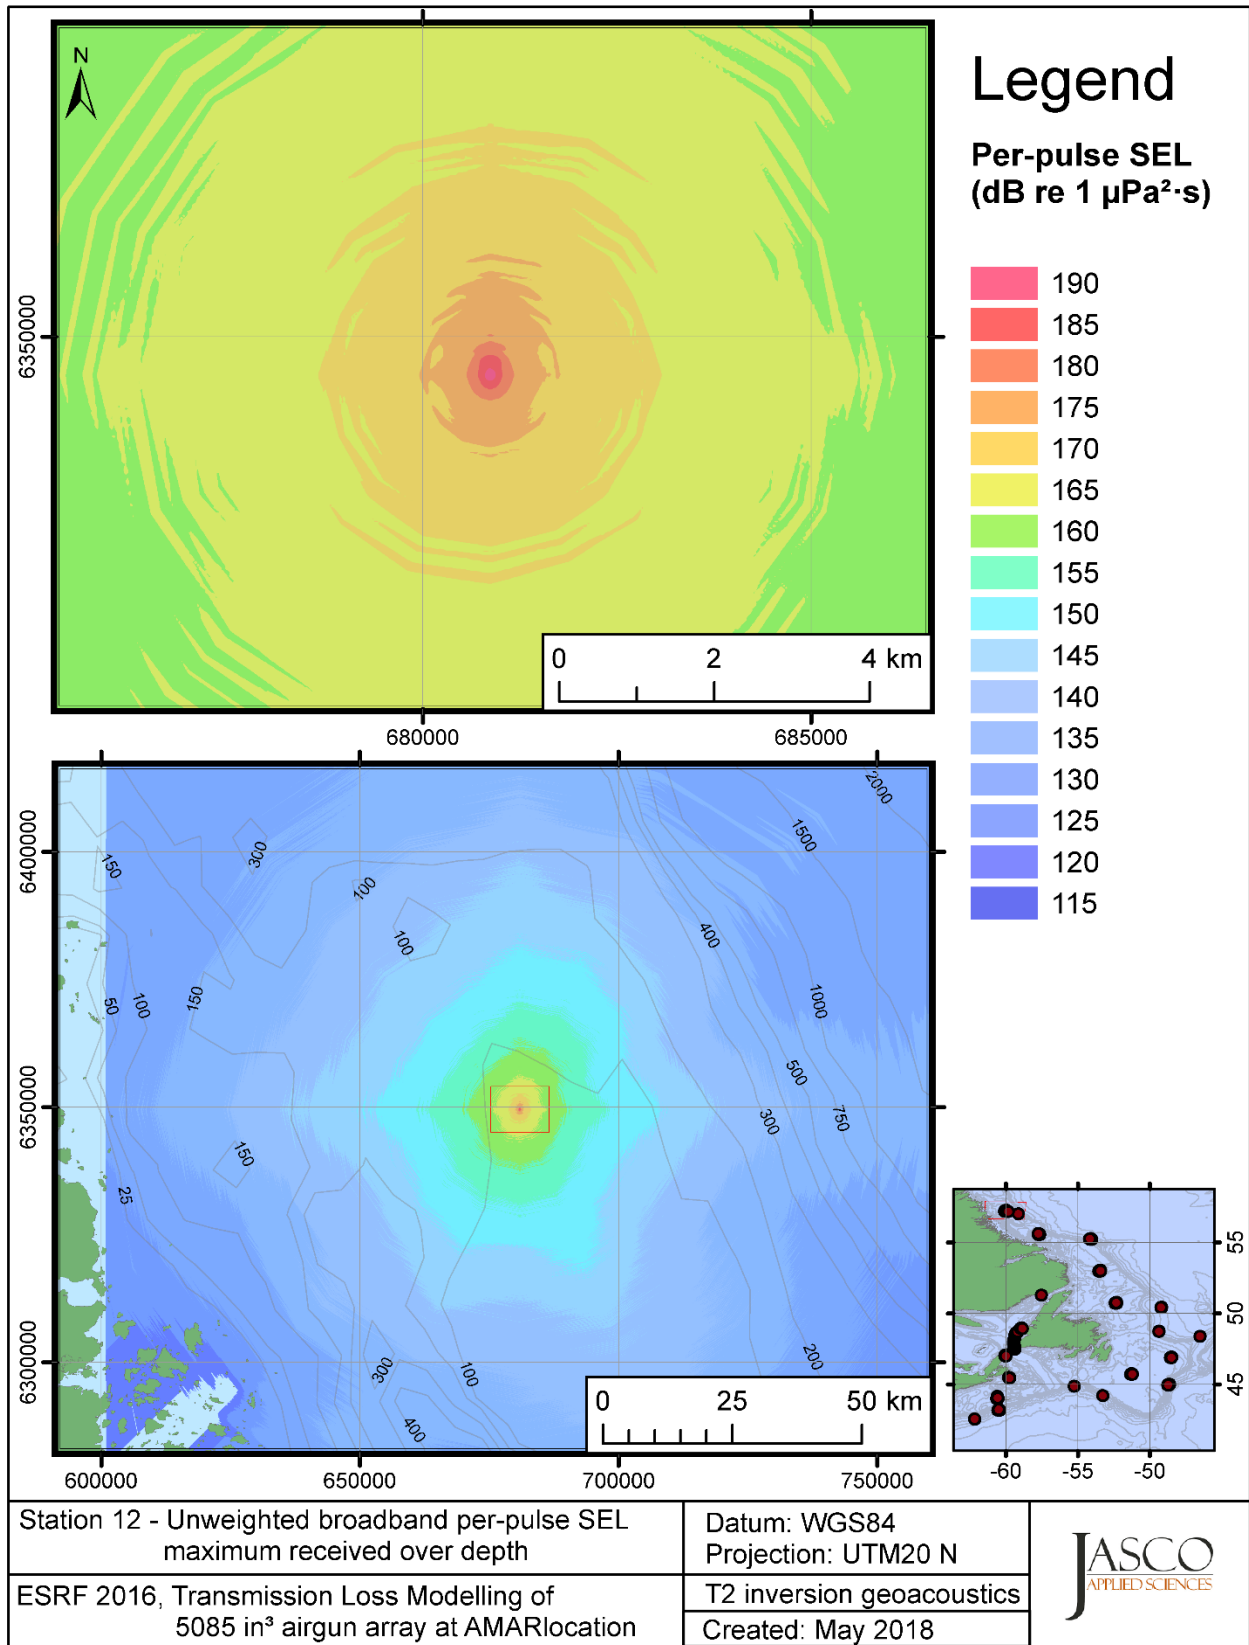 N
6350000
0 2 4 km
680000 685000
Legend
Per-pulse SEL
(dB re 1 µPa²·s)
190
185
180
175
170
165
160
155
150
145
140
135
130
125
120
115
6400000
6350000
6300000
150
300
100
100
150
50
100
150
25
300
400
100
200
300
750
500
1000
400
1500
2000
0 25 50 km
600000 650000 700000 750000
55
50
45
-60 -55 -50
Station 12 - Unweighted broadband per-pulse SEL
maximum received over depth
ESRF 2016, Transmission Loss Modelling of
5085 in³ airgun array at AMARlocation
Datum: WGS84
Projection: UTM20 N
T2 inversion geoacoustics
Created: May 2018
JASCO
APPLIED SCIENCES